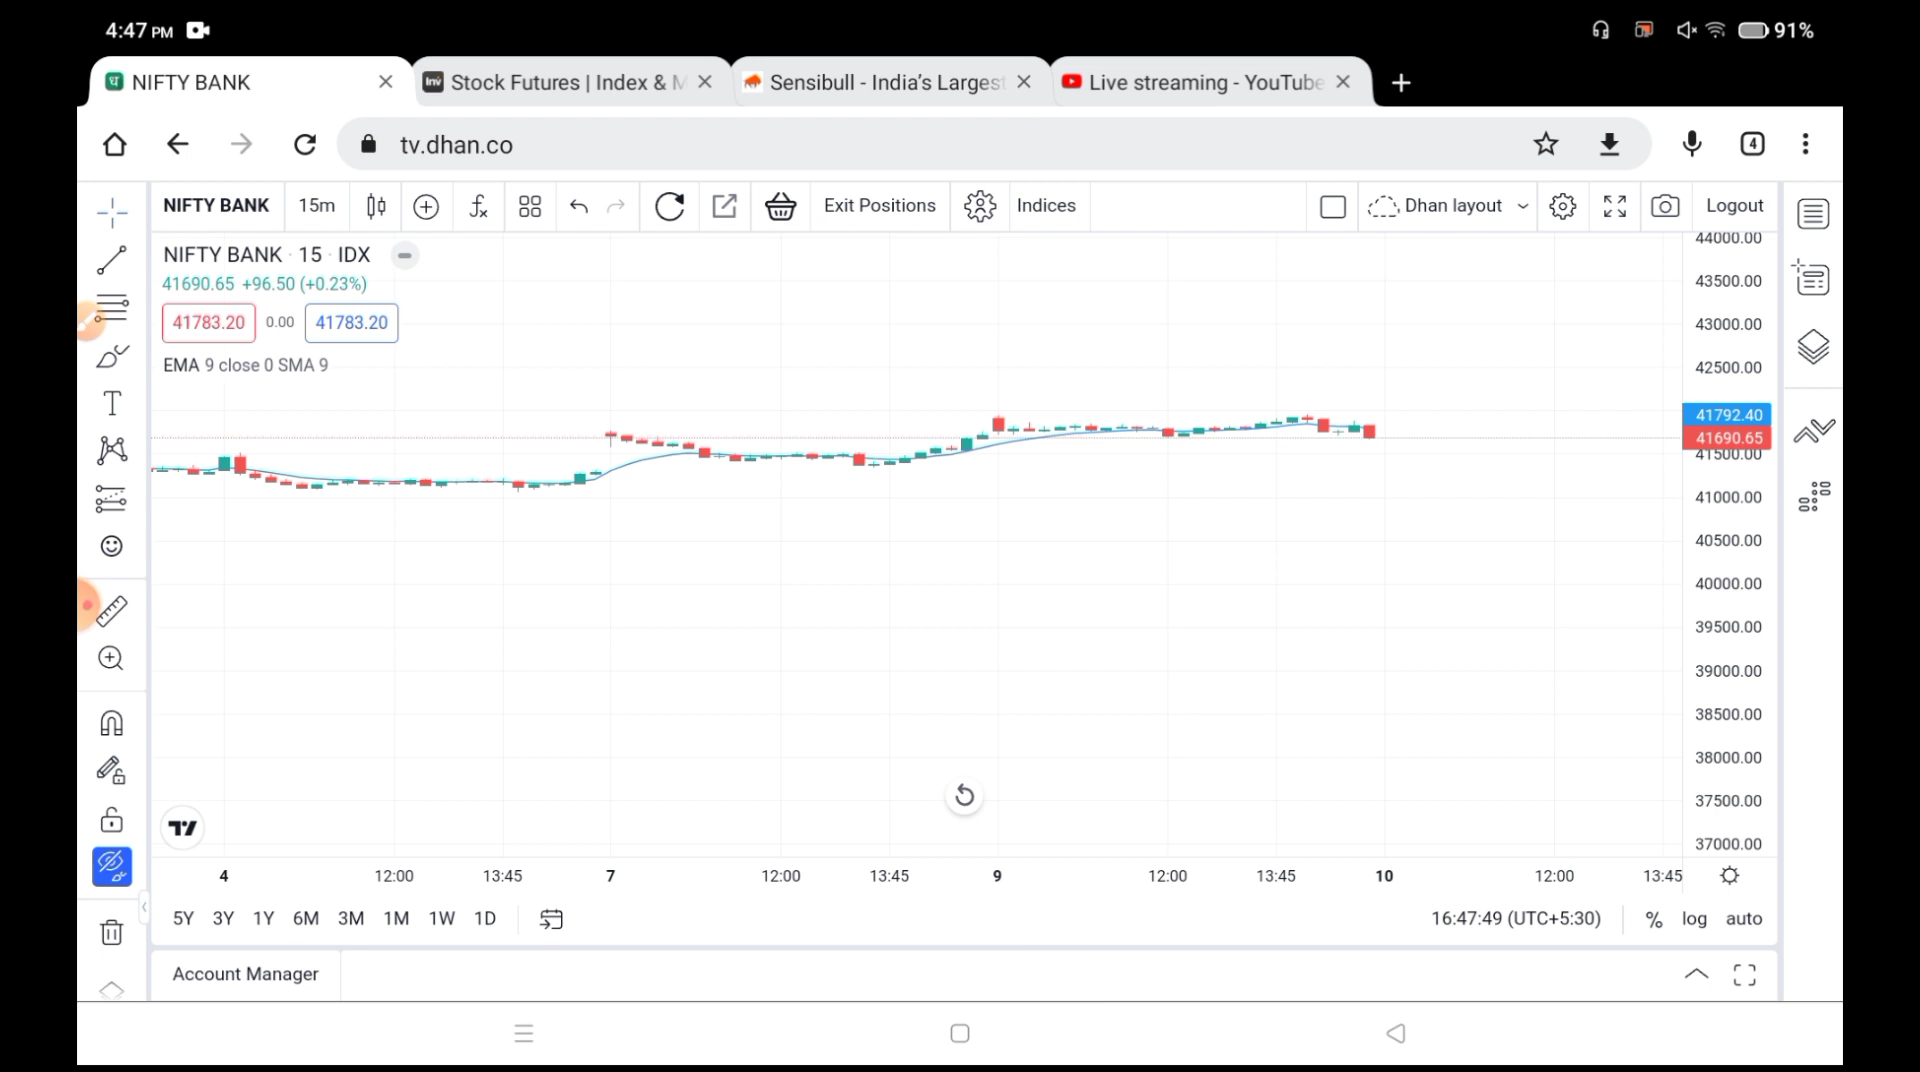 4:47 PM 91%
NIFTY BANK Stock Futures | Index & M Sensibull - India’s Largest Live streaming - YouTube
tv.dhan.co 4
NIFTY BANK 15m Exit Positions Indices Dhan layout Logout
NIFTY BANK · 15 · IDX
41690.65 +96.50 (+0.23%)
41783.20 0.00 41783.20
EMA 9 close 0 SMA 9
44000.00
43500.00
43000.00
42500.00
41792.40
41690.65
41500.00
41000.00
40500.00
40000.00
39500.00
39000.00
38500.00
38000.00
37500.00
37000.00
4 12:00 13:45 7 12:00 13:45 9 12:00 13:45 10 12:00 13:45
5Y 3Y 1Y 6M 3M 1M 1W 1D 16:47:49 (UTC+5:30) % log auto
Account Manager